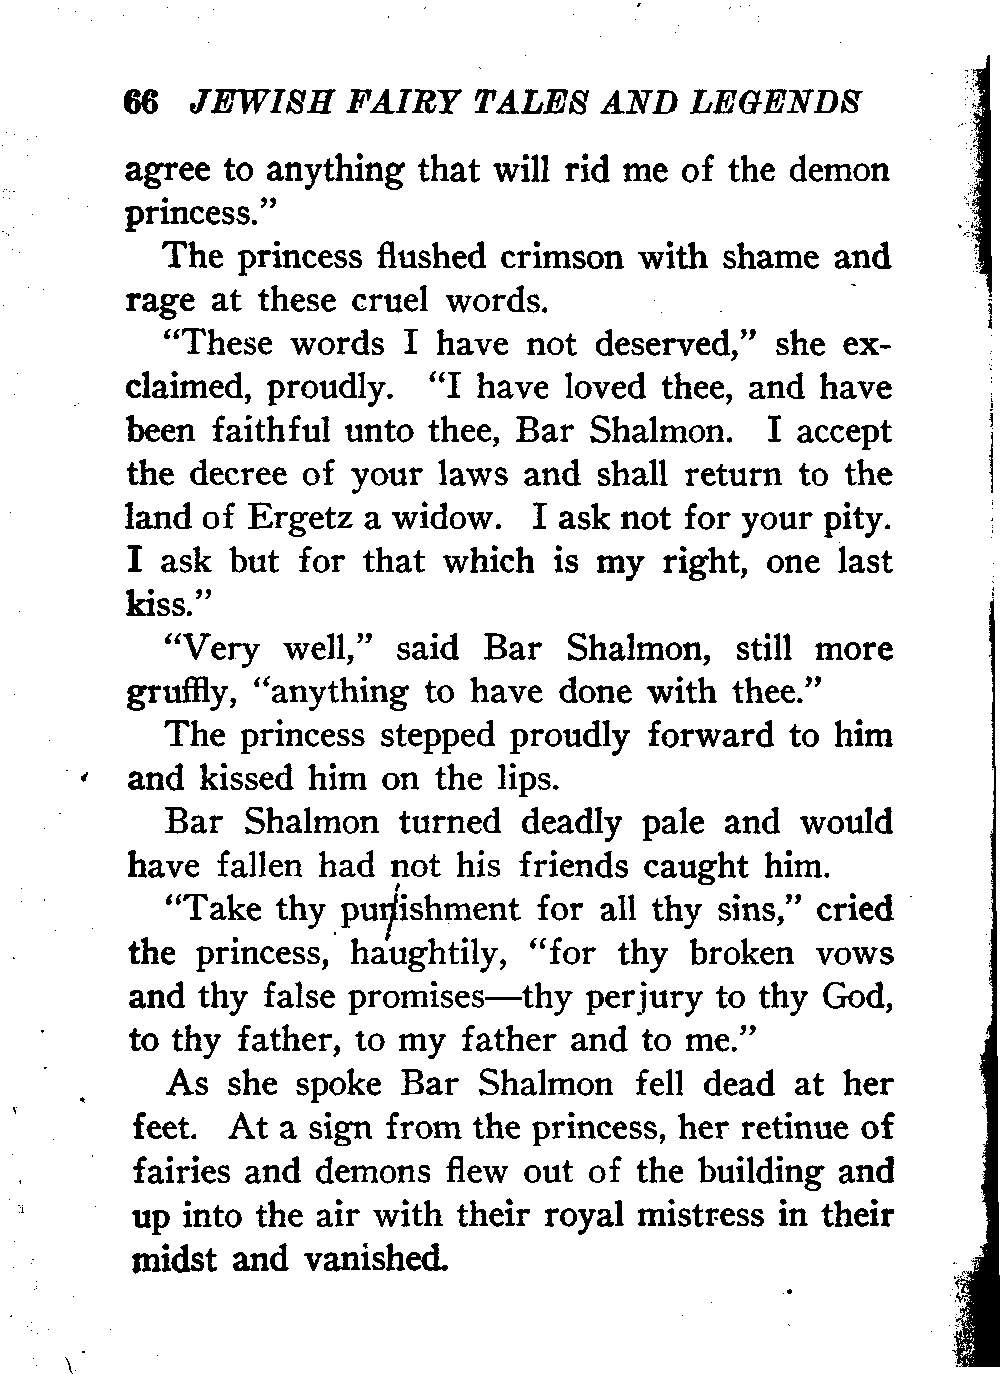 66 JEWISH FAIRY TALES AND LEGENDS
agree to anything that will rid me of the demon
princess."
The princess flushed crimson with shame and
rage at these cruel words.
"These words I have not deserved," she ex-
claimed, proudly. "I have loved thee, and have
been faithful unto thee, Bar Shalmon. I accept
the decree of your laws and shall return to the
land of Ergetz a widow. I ask not for your pity.
I ask but for that which is my right, one last
kiss."
"Very well," said Bar Shalmon, still more
gruffly, "anything to have done with thee."
The princess stepped proudly forward to him
and kissed him on the lips.
Bar Shalmon turned deadly pale and would
have fallen had not his friends caught him.
"Take thy punishment for all thy sins," cried
the princess, haughtily, "for thy broken vows
and thy false promises—thy perjury to thy God,
to thy father, to my father and to me."
As she spoke Bar Shalmon fell dead at her
feet. At a sign from the princess, her retinue of
fairies and demons flew out of the building and
up into the air with their royal mistress in their
midst and vanished.